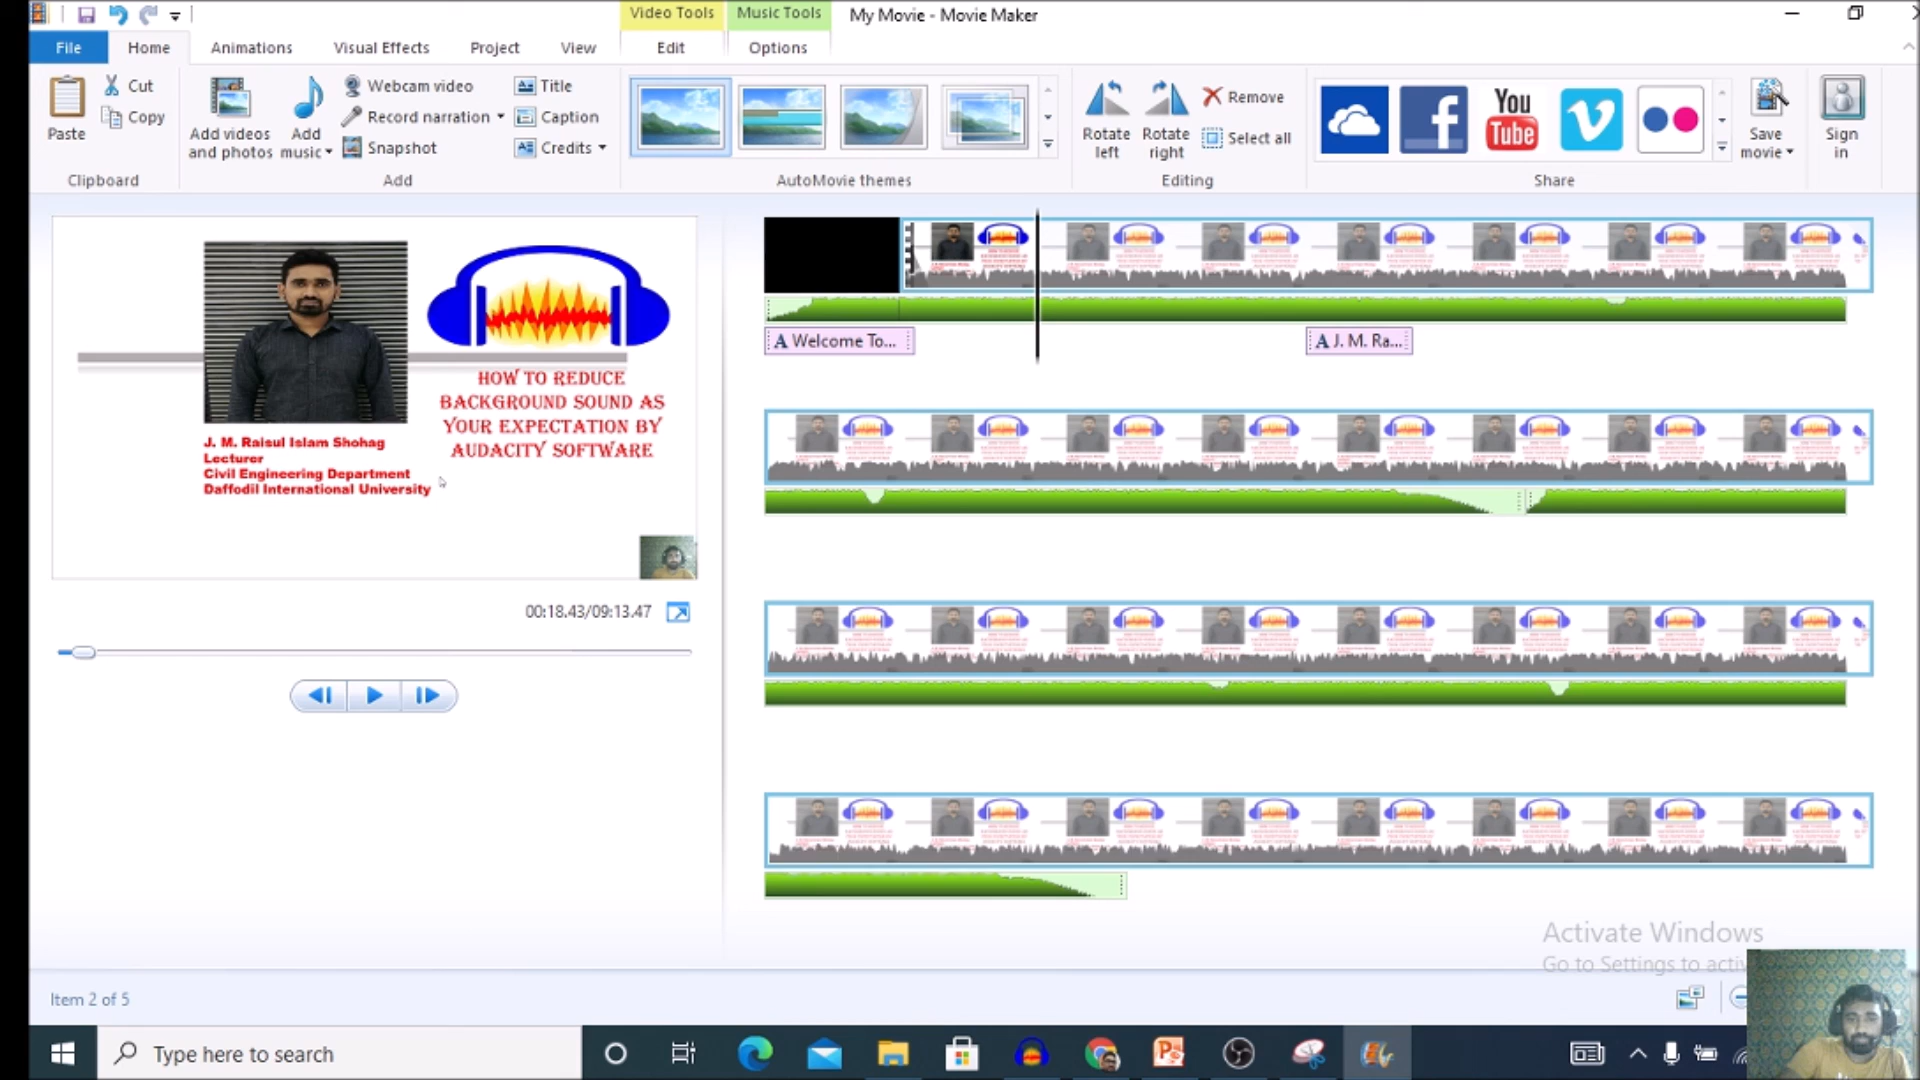 Video Tools
Music Tools
My Movie - Movie Maker
File
Home
Animations
Visual Effects
Project
View
Edit
Options
Paste
Cut
Copy
Clipboard
Add videos
and photos
Add
music
Webcam video
Record narration
Snapshot
Title
Caption
Credits
Add
AutoMovie themes
Rotate
left
Rotate
right
Remove
Select all
Editing
You
Tube
Share
Save
movie
Sign
in
J. M. Raisul Islam Shohag
Lecturer
Civil Engineering Department
Daffodil International University
HOW TO REDUCE
BACKGROUND SOUND AS
YOUR EXPECTATION BY
AUDACITY SOFTWARE
00:18.43/09:13.47
A Welcome To...
A J. M. Ra...
Activate Windows
Go to Settings to
Item 2 of 5
Type here to search